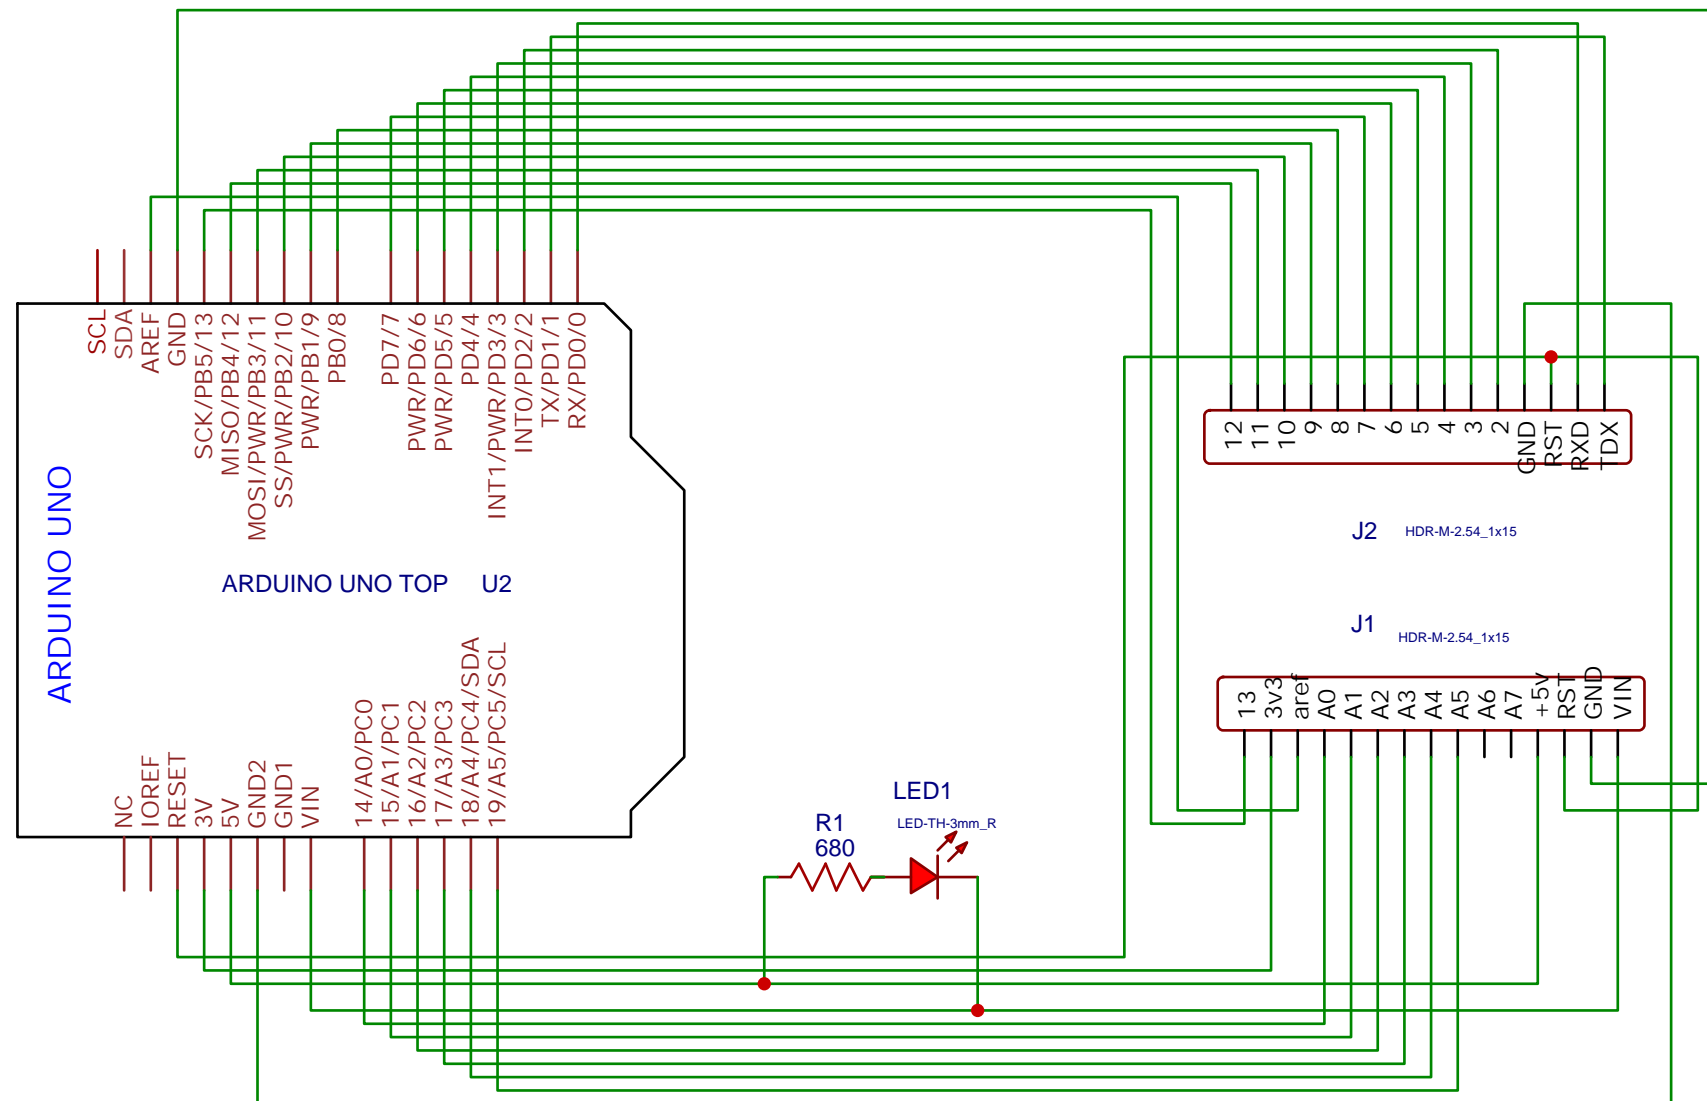 SCL
SDA
AREF
GND
SCK/PB5/13
MISO/PB4/12
MOSI/PWR/PB3/11
SS/PWR/PB2/10
PWR/PB1/9
PB0/8
PD7/7
PWR/PD6/6
PWR/PD5/5
PD4/4
INT1/PWR/PD3/3
INT0/PD2/2
TX/PD1/1
RX/PD0/0
ARDUINO UNO
ARDUINO UNO TOP U2
NC
IOREF
RESET
3V
5V
GND2
GND1
VIN
14/A0/PC0
15/A1/PC1
16/A2/PC2
17/A3/PC3
18/A4/PC4/SDA
19/A5/PC5/SCL
R1
680
LED1
LED-TH-3mm_R
12
11
10
9
8
7
6
5
4
3
2
GND
RST
RXD
TDX
J2 HDR-M-2.54_1x15
J1 HDR-M-2.54_1x15
13
3v3
aref
A0
A1
A2
A3
A4
A5
A6
A7
+5v
RST
GND
VIN